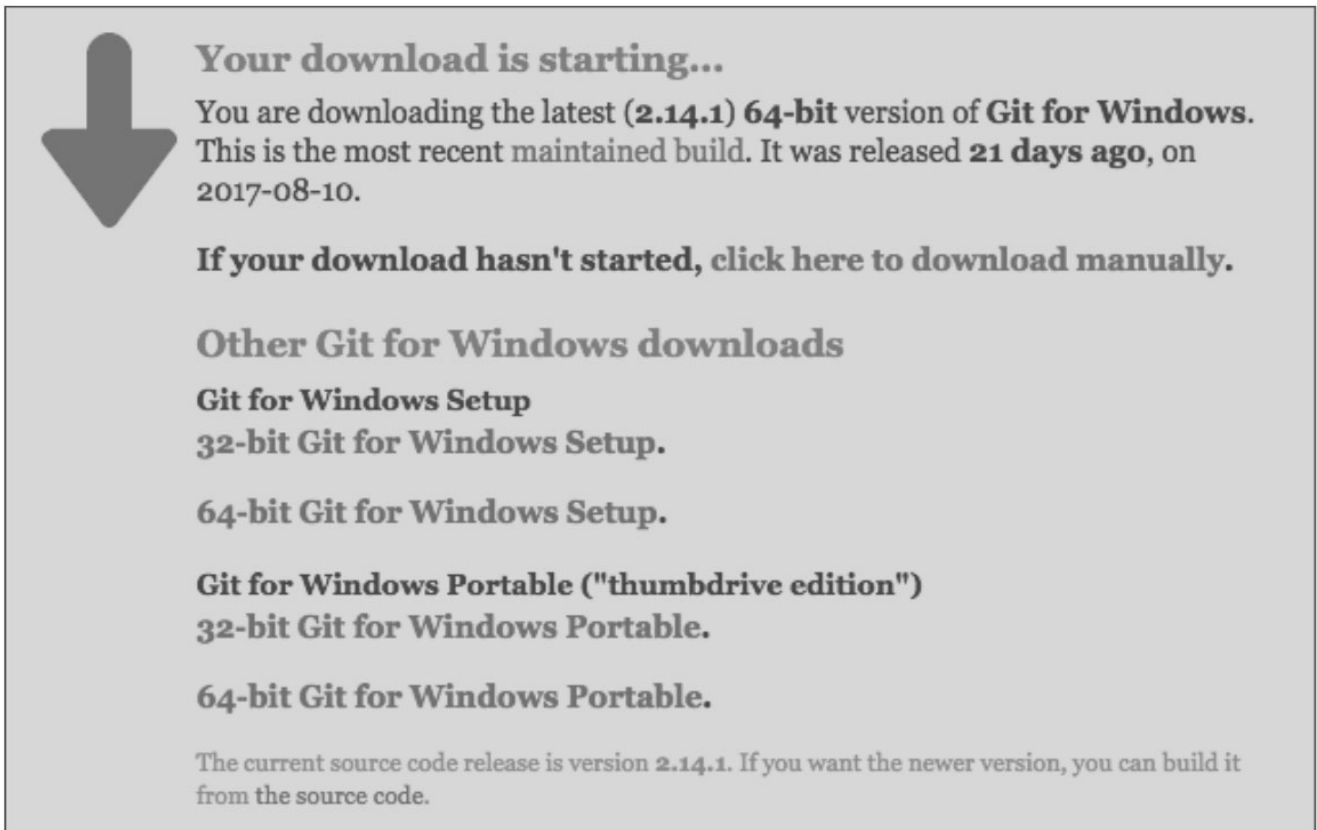 Your download is starting...
You are downloading the latest (2.14.1) 64-bit version of Git for Windows.
This is the most recent maintained build. It was released 21 days ago, on
2017-08-10.
If your download hasn't started, click here to download manually.
Other Git for Windows downloads
Git for Windows Setup
32-bit Git for Windows Setup.
64-bit Git for Windows Setup.
Git for Windows Portable ("thumbdrive edition")
32-bit Git for Windows Portable.
64-bit Git for Windows Portable.
The current source code release is version 2.14.1. If you want the newer version, you can build it
from the source code.